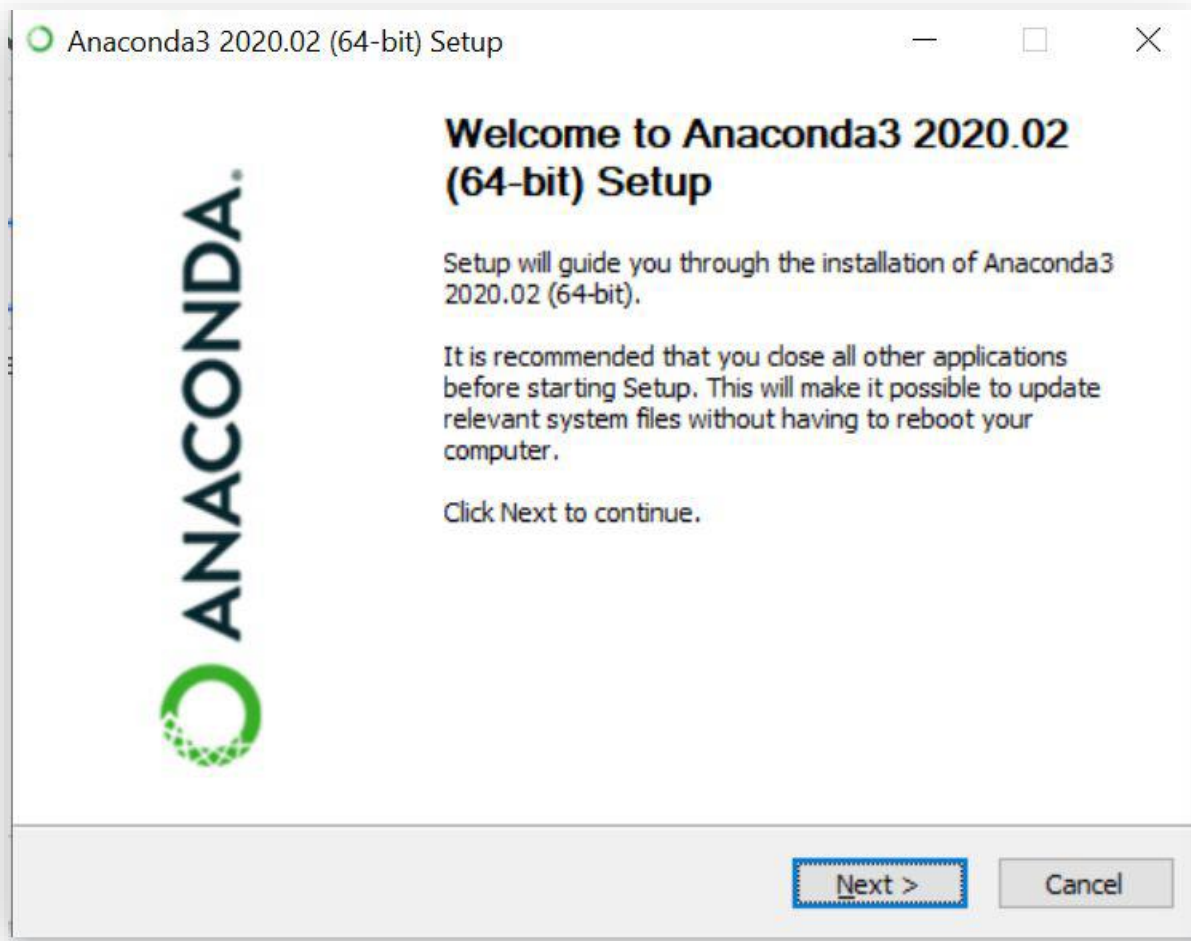 Anaconda3 2020.02 (64-bit) Setup
Welcome to Anaconda3 2020.02
(64-bit) Setup
ANACONDA.
Setup will guide you through the installation of Anaconda3
2020.02 (64-bit).
It is recommended that you close all other applications
before starting Setup. This will make it possible to update
relevant system files without having to reboot your
computer.
Click Next to continue.
Next >
Cancel